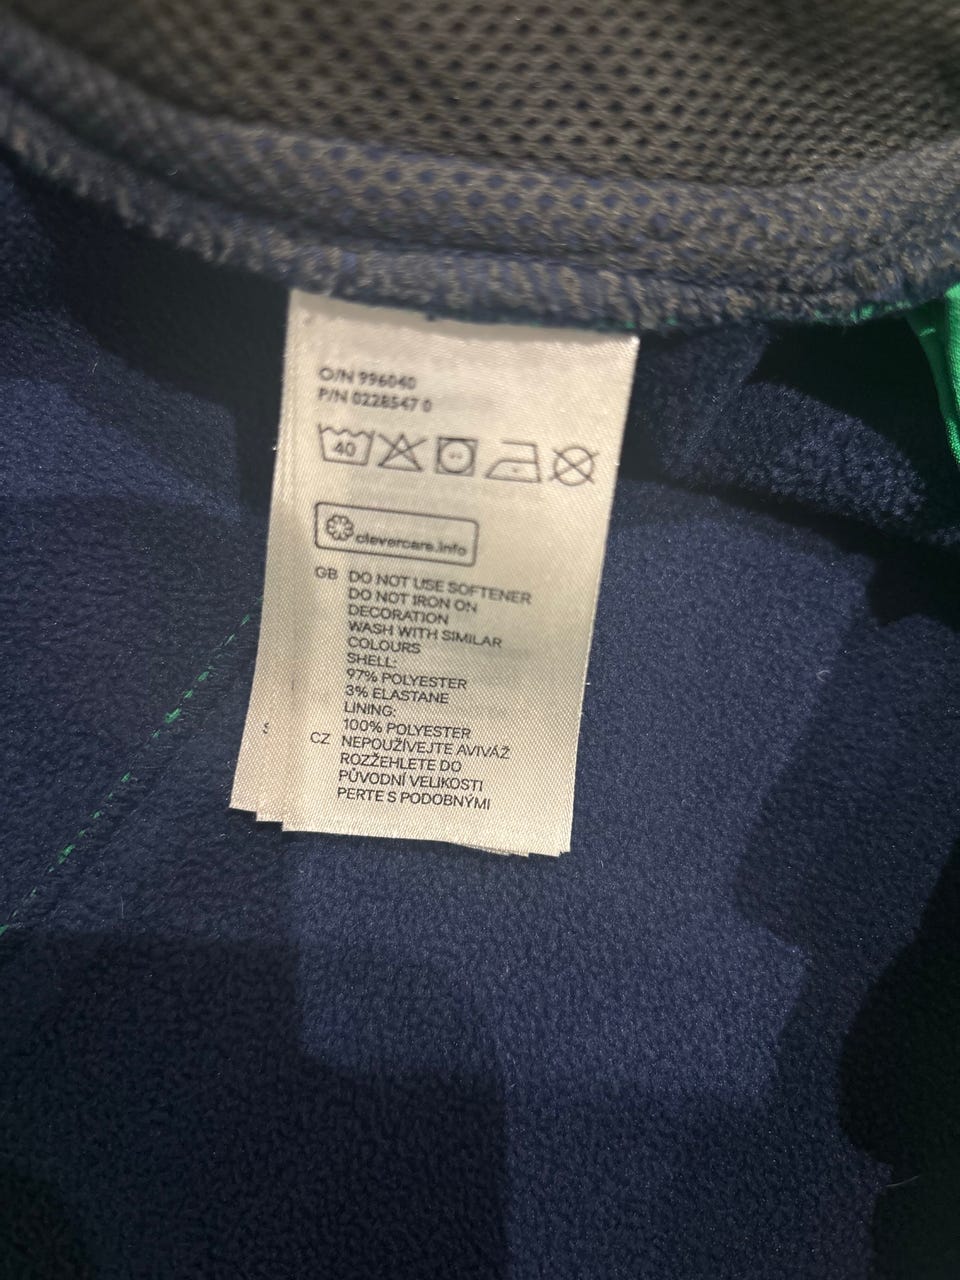 O/N 996040
P/N 0228547 0
40
clevercare.info
GB DO NOT USE SOFTENER
DO NOT IRON ON
DECORATION
WASH WITH SIMILAR
COLOURS
SHELL:
97% POLYESTER
3% ELASTANE
LINING:
100% POLYESTER
CZ NEPOUŽÍVEJTE AVIVÁŽ
ROZŽEHLETE DO
PŮVODNÍ VELIKOSTI
PERTE S PODOBNÝMI